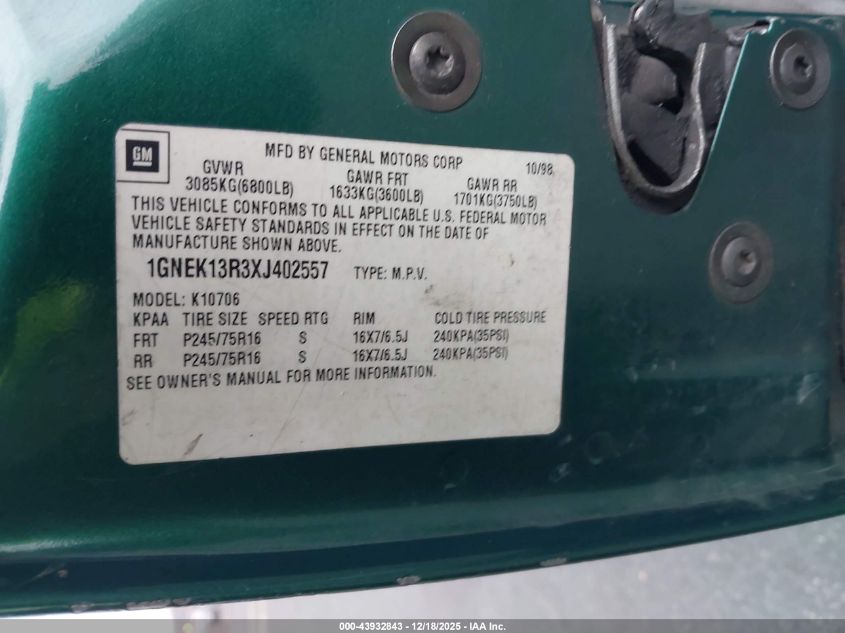 GM
MFD BY GENERAL MOTORS CORP 10/98
GVWR GAWR FRT GAWR RR
3085KG(6800LB) 1633KG(3600LB) 1701KG(3750LB)
THIS VEHICLE CONFORMS TO ALL APPLICABLE U.S. FEDERAL MOTOR
VEHICLE SAFETY STANDARDS IN EFFECT ON THE DATE OF
MANUFACTURE SHOWN ABOVE.
1GNEK13R3XJ402557 TYPE: M.P.V.
MODEL: K10706
KPAA TIRE SIZE SPEED RTG RIM COLD TIRE PRESSURE
FRT P245/75R16 S 16X7/6.5J 240KPA(35PSI)
RR P245/75R16 S 16X7/6.5J 240KPA(35PSI)
SEE OWNER'S MANUAL FOR MORE INFORMATION.
000-43932843 – 12/18/2025 – IAA Inc.